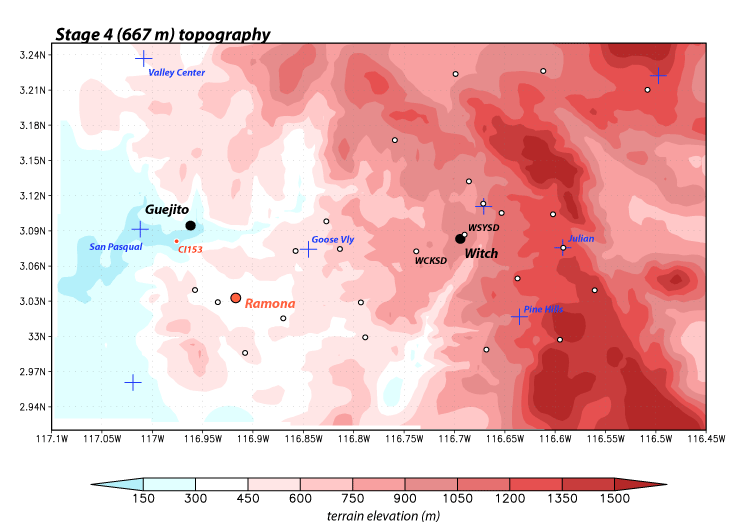 Stage 4 (667 m) topography
3.24N
Valley Center
3.21N
3.18N
3.15N
3.12N
Guejito
3.09N
San Pasqual
CI153
Goose Vly
WSYSD
Julian
WCKSD
Witch
3.06N
3.03N
Ramona
Pine Hills
33N
2.97N
2.94N
117.1W 117.05W 117W 116.95W 116.9W 116.85W 116.8W 116.75W 116.7W 116.65W 116.6W 116.55W 116.5W 116.45W
150 300 450 600 750 900 1050 1200 1350 1500
terrain elevation (m)